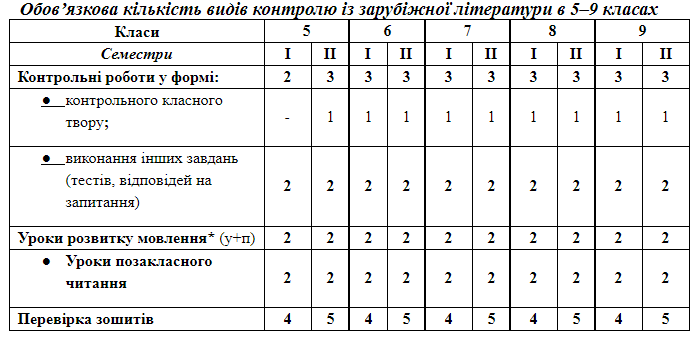 Обов’язкова кількість видів контролю із зарубіжної літератури в 5–9 класах
Класи 5 6 7 8 9
Семестри І ІІ І ІІ І ІІ І ІІ І ІІ
Контрольні роботи у формі: 2 3 3 3 3 3 3 3 3 3
● контрольного класного
твору; - 1 1 1 1 1 1 1 1 1
● виконання інших завдань
(тестів, відповідей на
запитання) 2 2 2 2 2 2 2 2 2 2
Уроки розвитку мовлення* (у+п) 2 2 2 2 2 2 2 2 2 2
● Уроки позакласного
читання 2 2 2 2 2 2 2 2 2 2
Перевірка зошитів 4 5 4 5 4 5 4 5 4 5